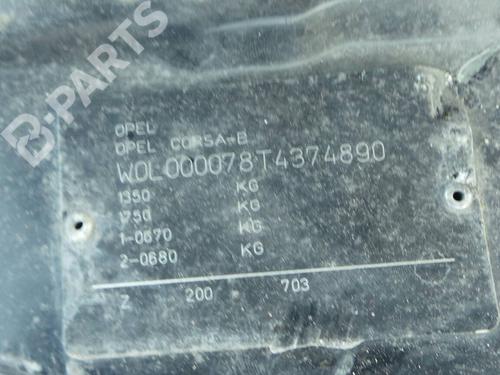 B-PARTS
OPEL
OPEL CORSA-B
W0L000078T4374890
1350 KG
1750 KG
1-0670 KG
2-0680 KG
Z 200 703